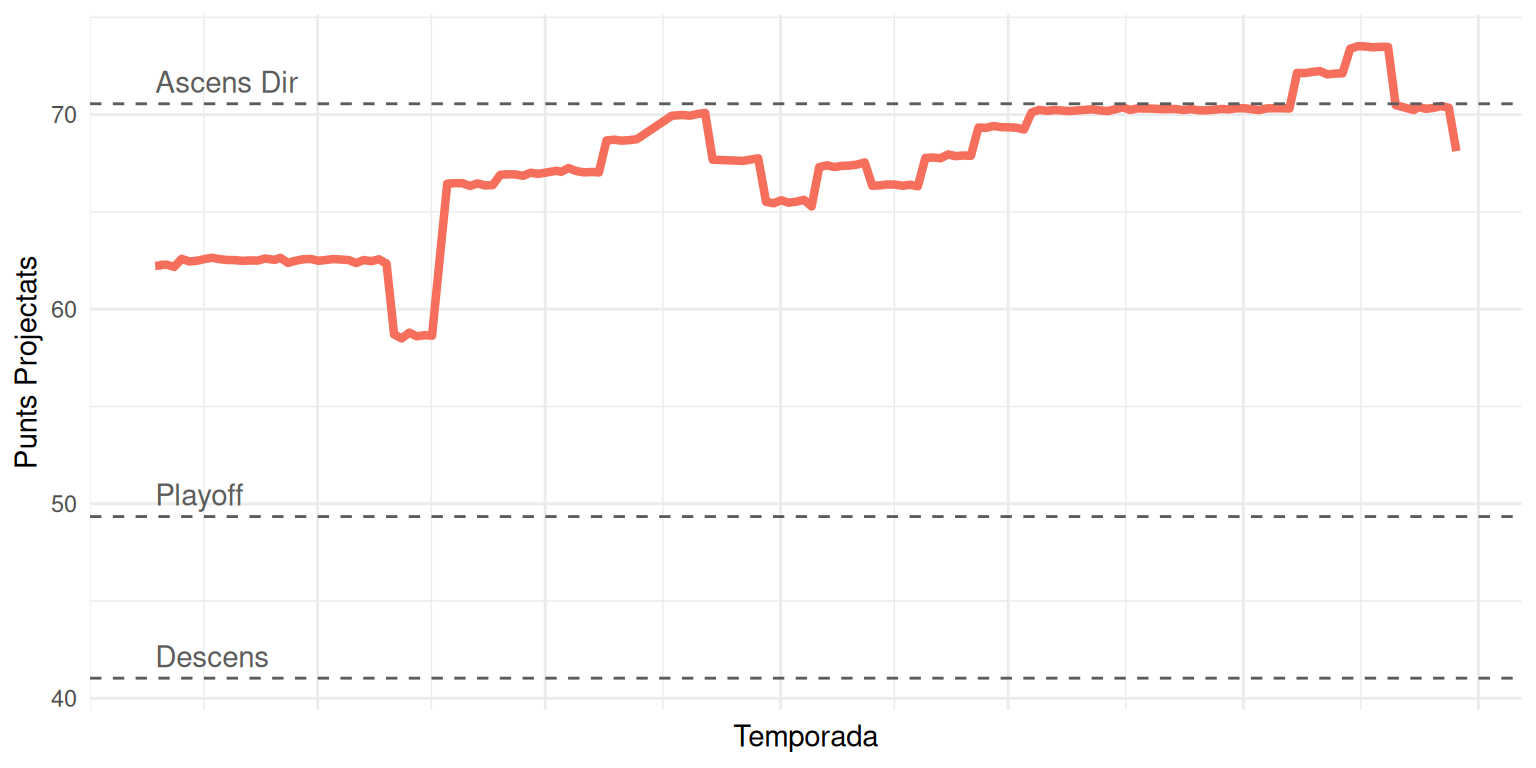 Ascens Dir
70
60
Punts Projectats
Playoff
50
Descens
40
Temporada